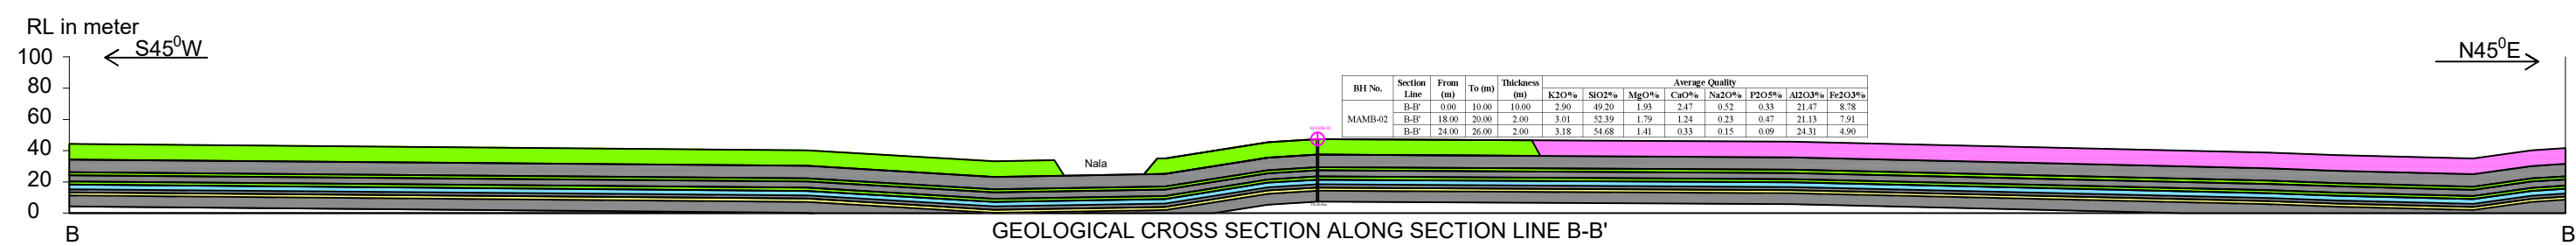 RL in meter
S45⁰W
N45⁰E
100
80
60
40
20
0
BH No. Section Line From (m) To (m) Thickness (m) Average Quality
K2O% SiO2% MgO% CaO% Na2O% P2O5% Al2O3% Fe2O3%
MAMB-02
B-B' 0.00 10.00 10.00 2.90 49.20 1.93 2.47 0.52 0.33 21.47 8.78
B-B' 18.00 20.00 2.00 3.01 52.39 1.79 1.24 0.23 0.47 21.13 7.91
B-B' 24.00 26.00 2.00 3.18 54.68 1.41 0.33 0.15 0.09 24.31 4.90
MAMB-02
Nala
B
GEOLOGICAL CROSS SECTION ALONG SECTION LINE B-B'
B